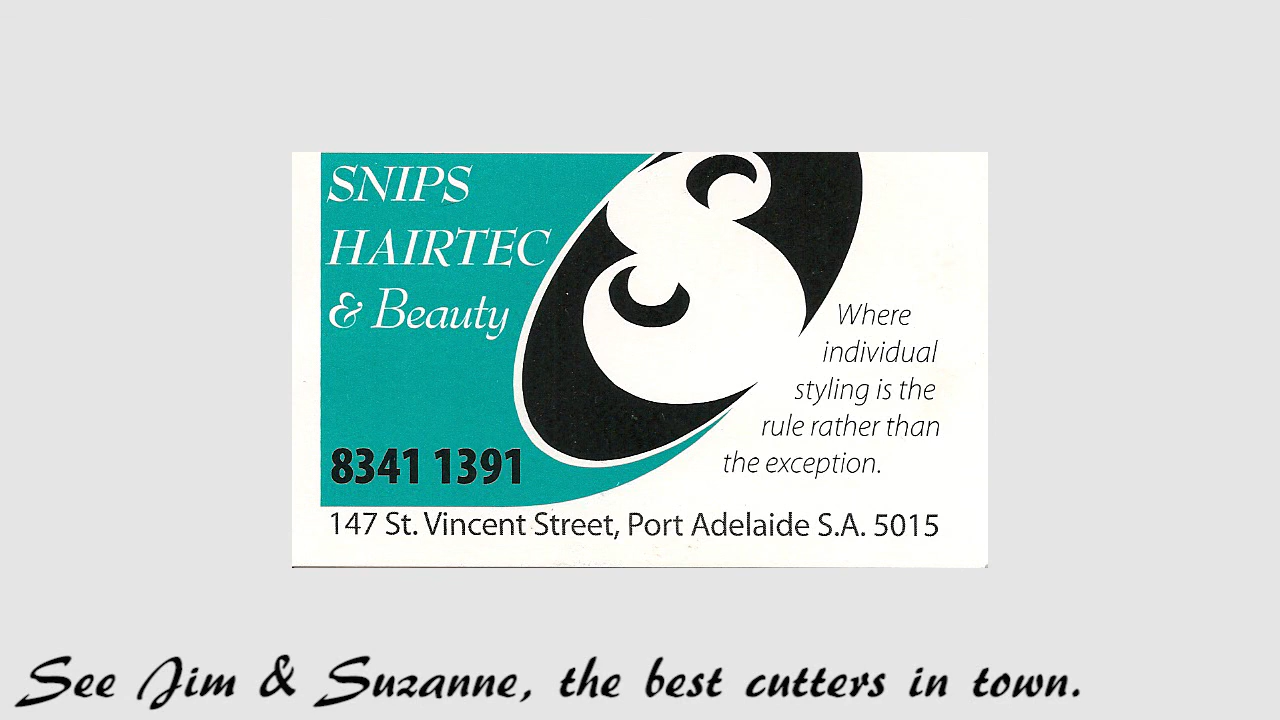 SNIPS
HAIRTEC
& Beauty
Where
individual
styling is the
rule rather than
the exception.
8341 1391
147 St. Vincent Street, Port Adelaide S.A. 5015
See Jim & Suzanne, the best cutters in town.